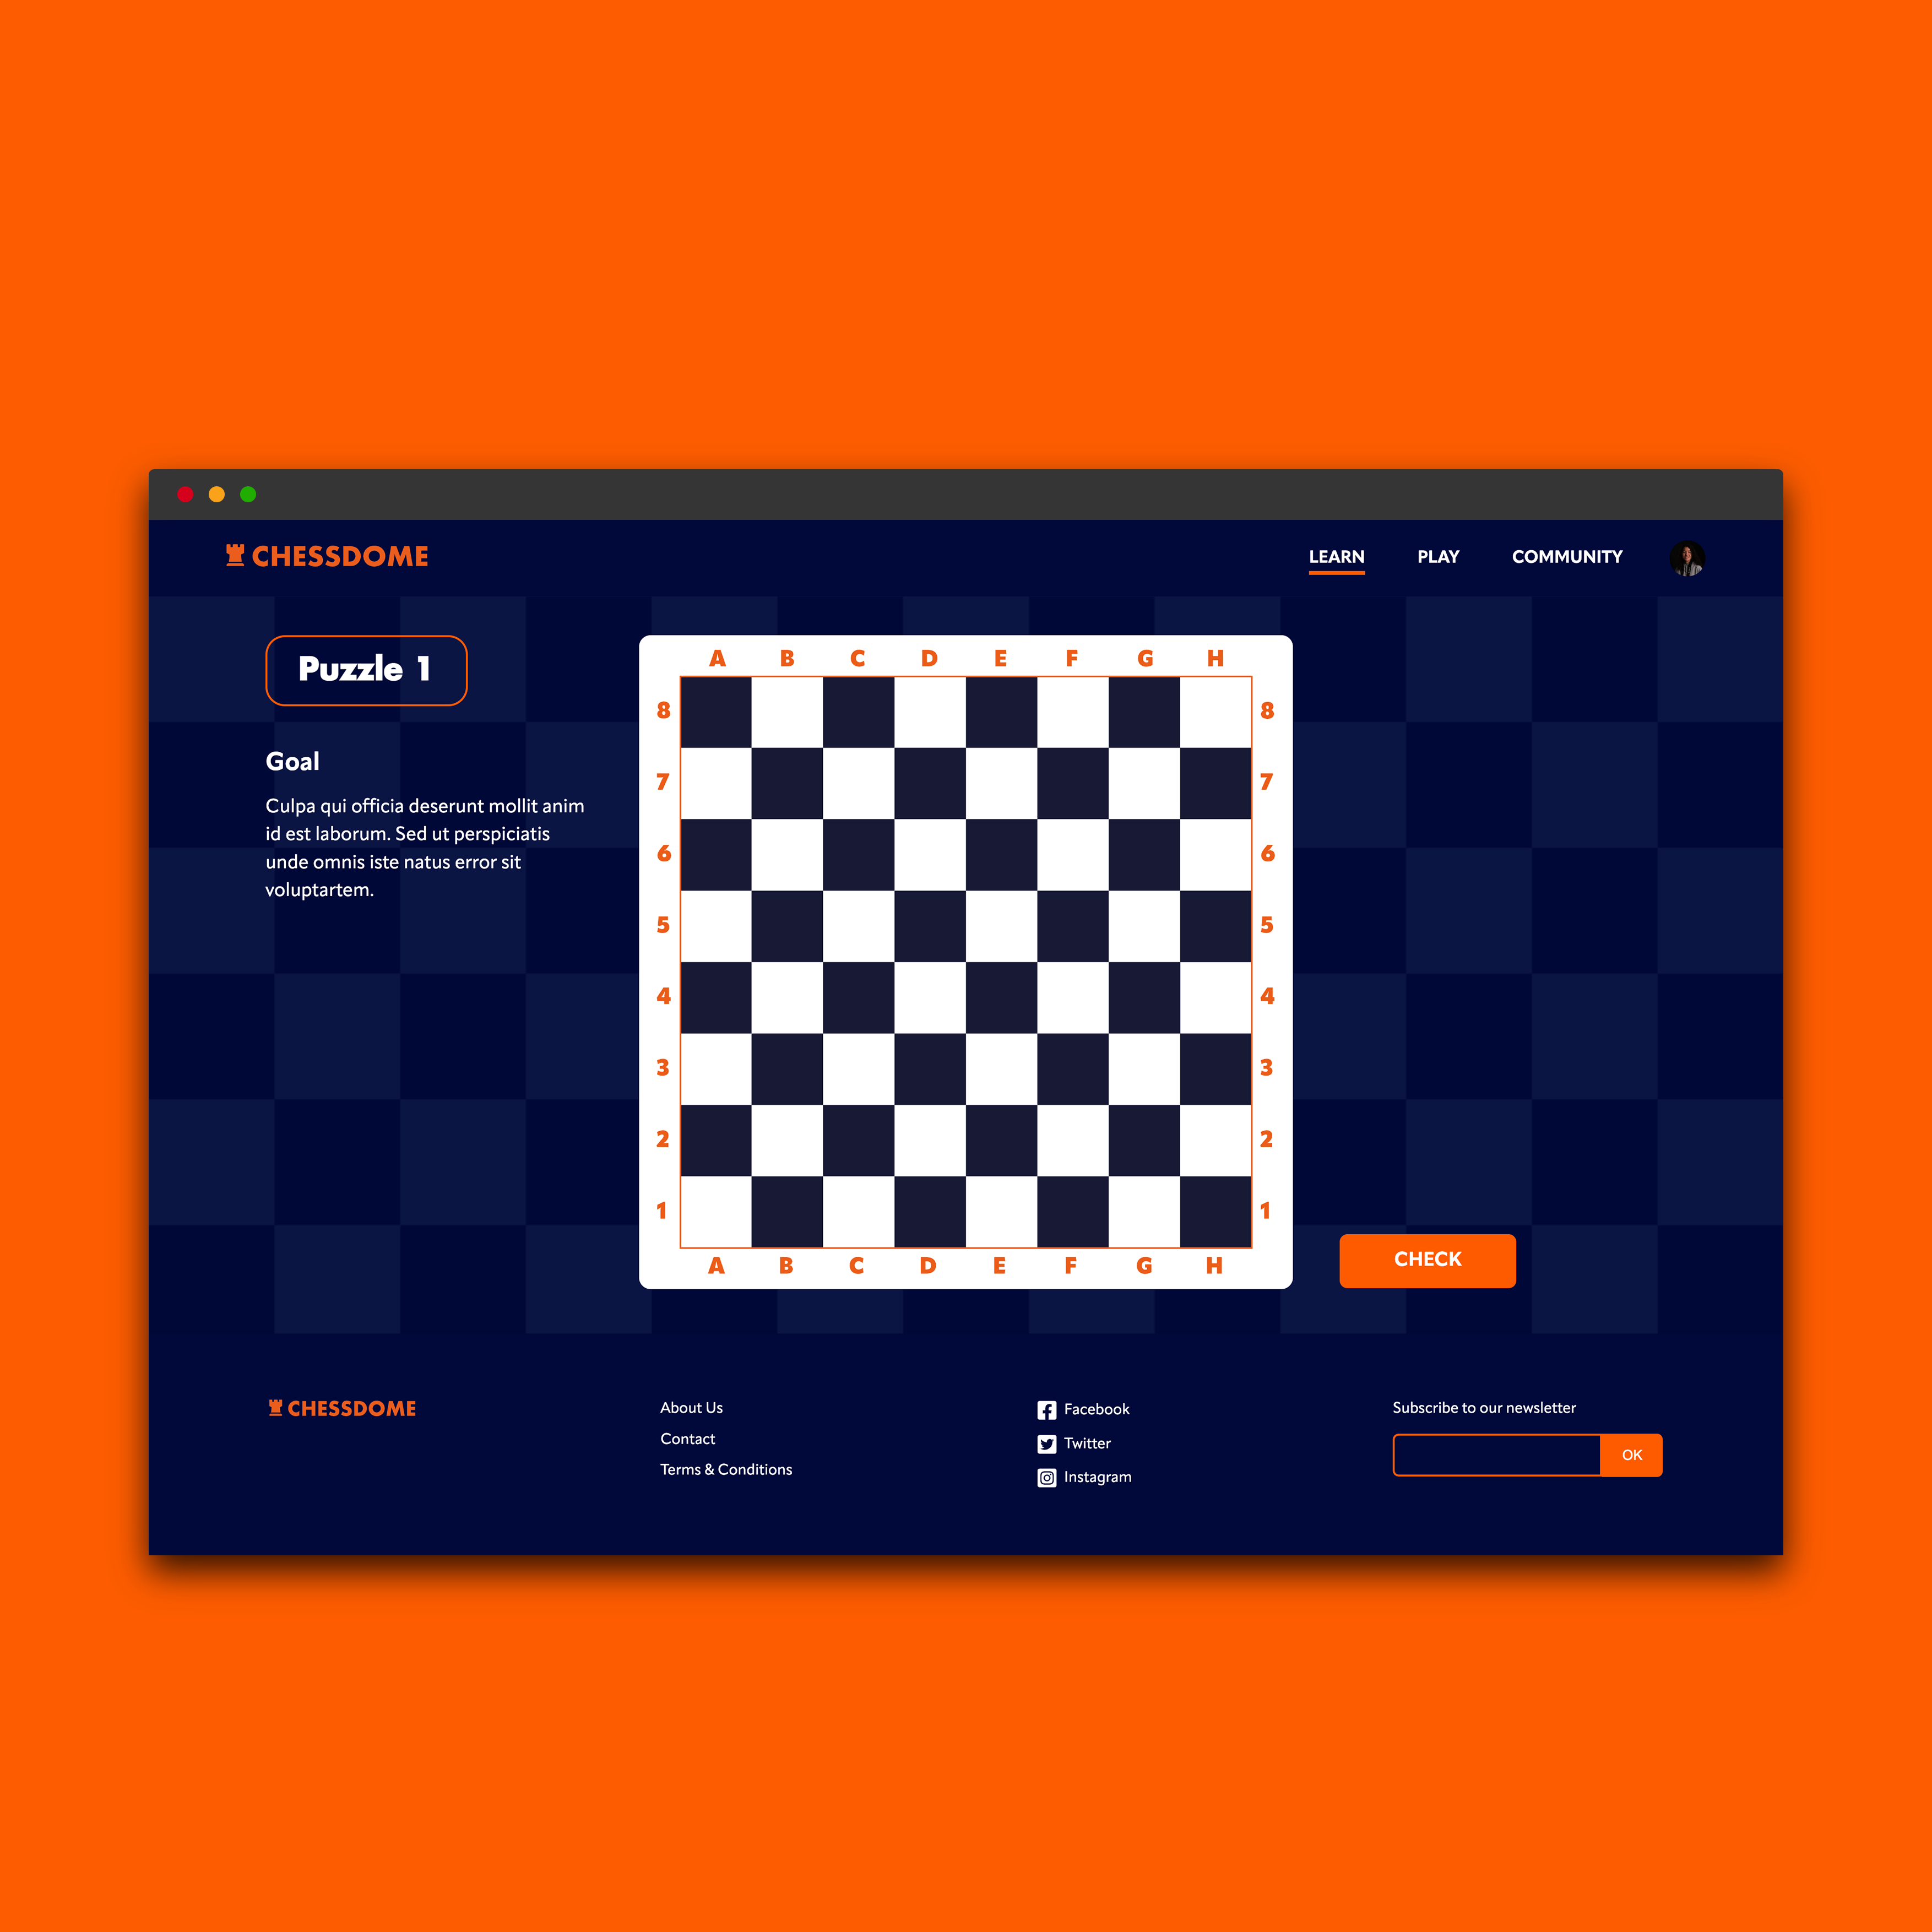 CHESSDOME
LEARN PLAY COMMUNITY
Puzzle 1
Goal
Culpa qui officia deserunt mollit anim
id est laborum. Sed ut perspiciatis
unde omnis iste natus error sit
voluptartem.
A B C D E F G H
8 8
7 7
6 6
5 5
4 4
3 3
2 2
1 1
A B C D E F G H
CHECK
CHESSDOME
About Us
Contact
Terms & Conditions
Facebook
Twitter
Instagram
Subscribe to our newsletter
OK